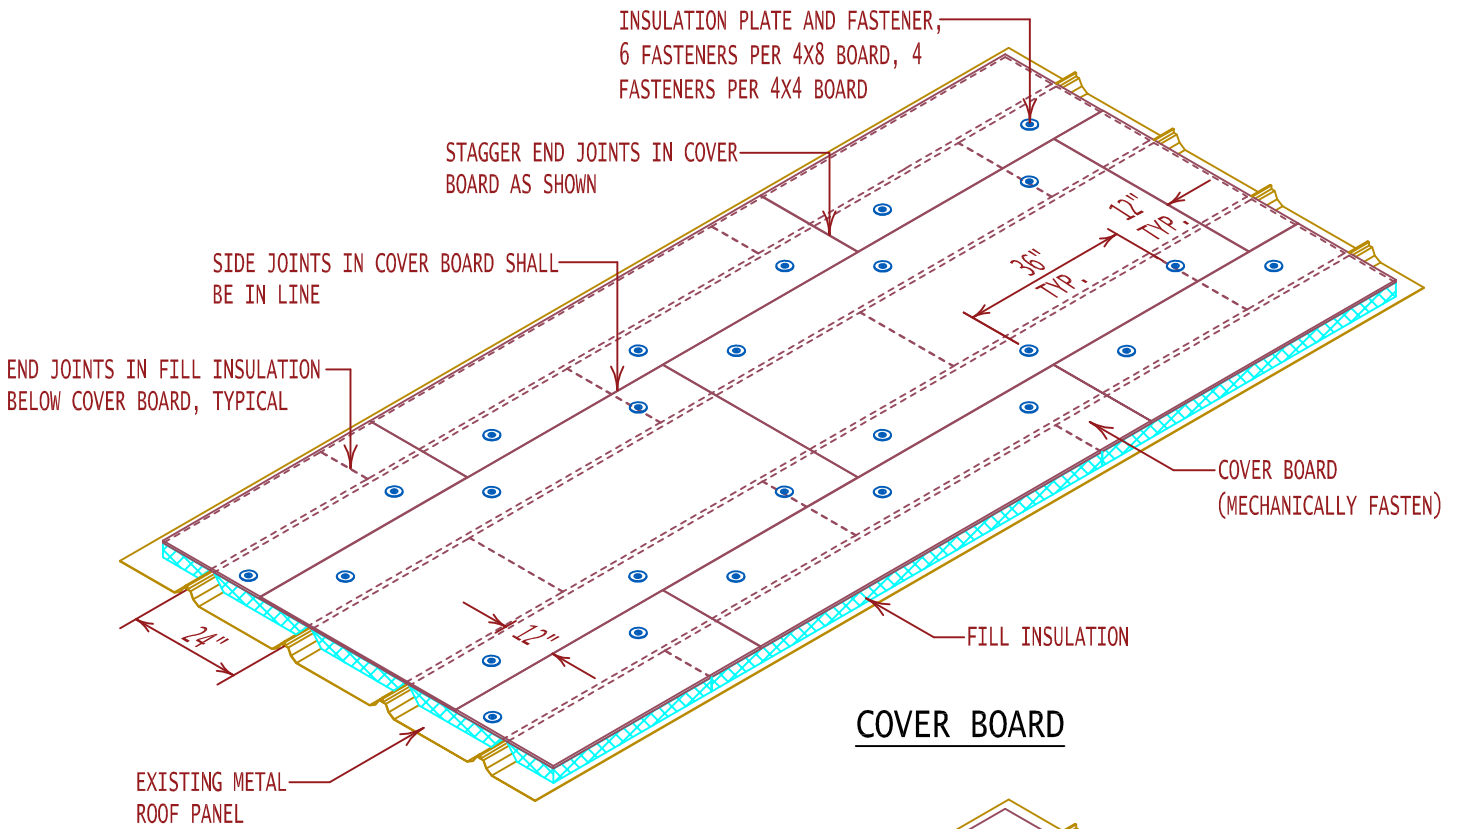 INSULATION PLATE AND FASTENER,
6 FASTENERS PER 4X8 BOARD, 4
FASTENERS PER 4X4 BOARD
STAGGER END JOINTS IN COVER
BOARD AS SHOWN
SIDE JOINTS IN COVER BOARD SHALL
BE IN LINE
END JOINTS IN FILL INSULATION
BELOW COVER BOARD, TYPICAL
12"
TYP.
36"
TYP.
COVER BOARD
(MECHANICALLY FASTEN)
24"
12"
FILL INSULATION
COVER BOARD
EXISTING METAL
ROOF PANEL